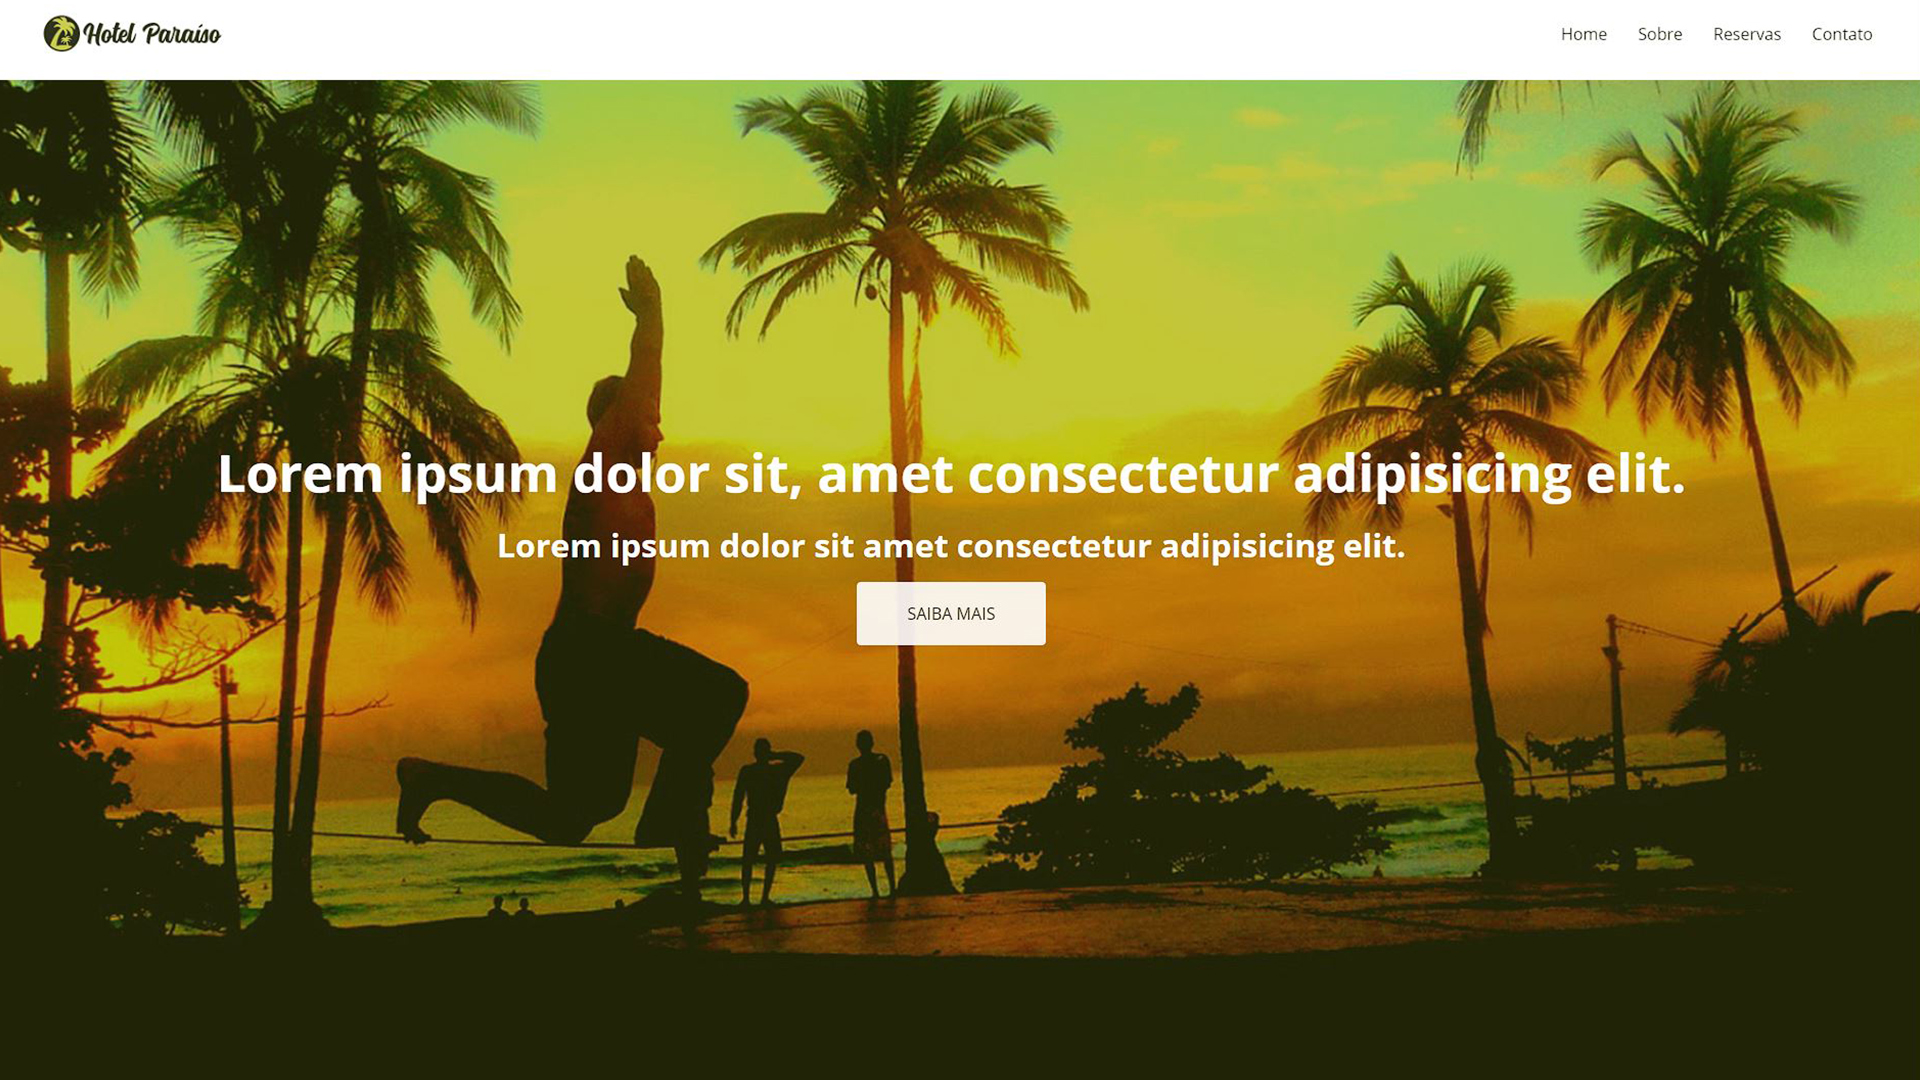 Hotel Paraíso
Home Sobre Reservas Contato
Lorem ipsum dolor sit, amet consectetur adipisicing elit.
Lorem ipsum dolor sit amet consectetur adipisicing elit.
SAIBA MAIS